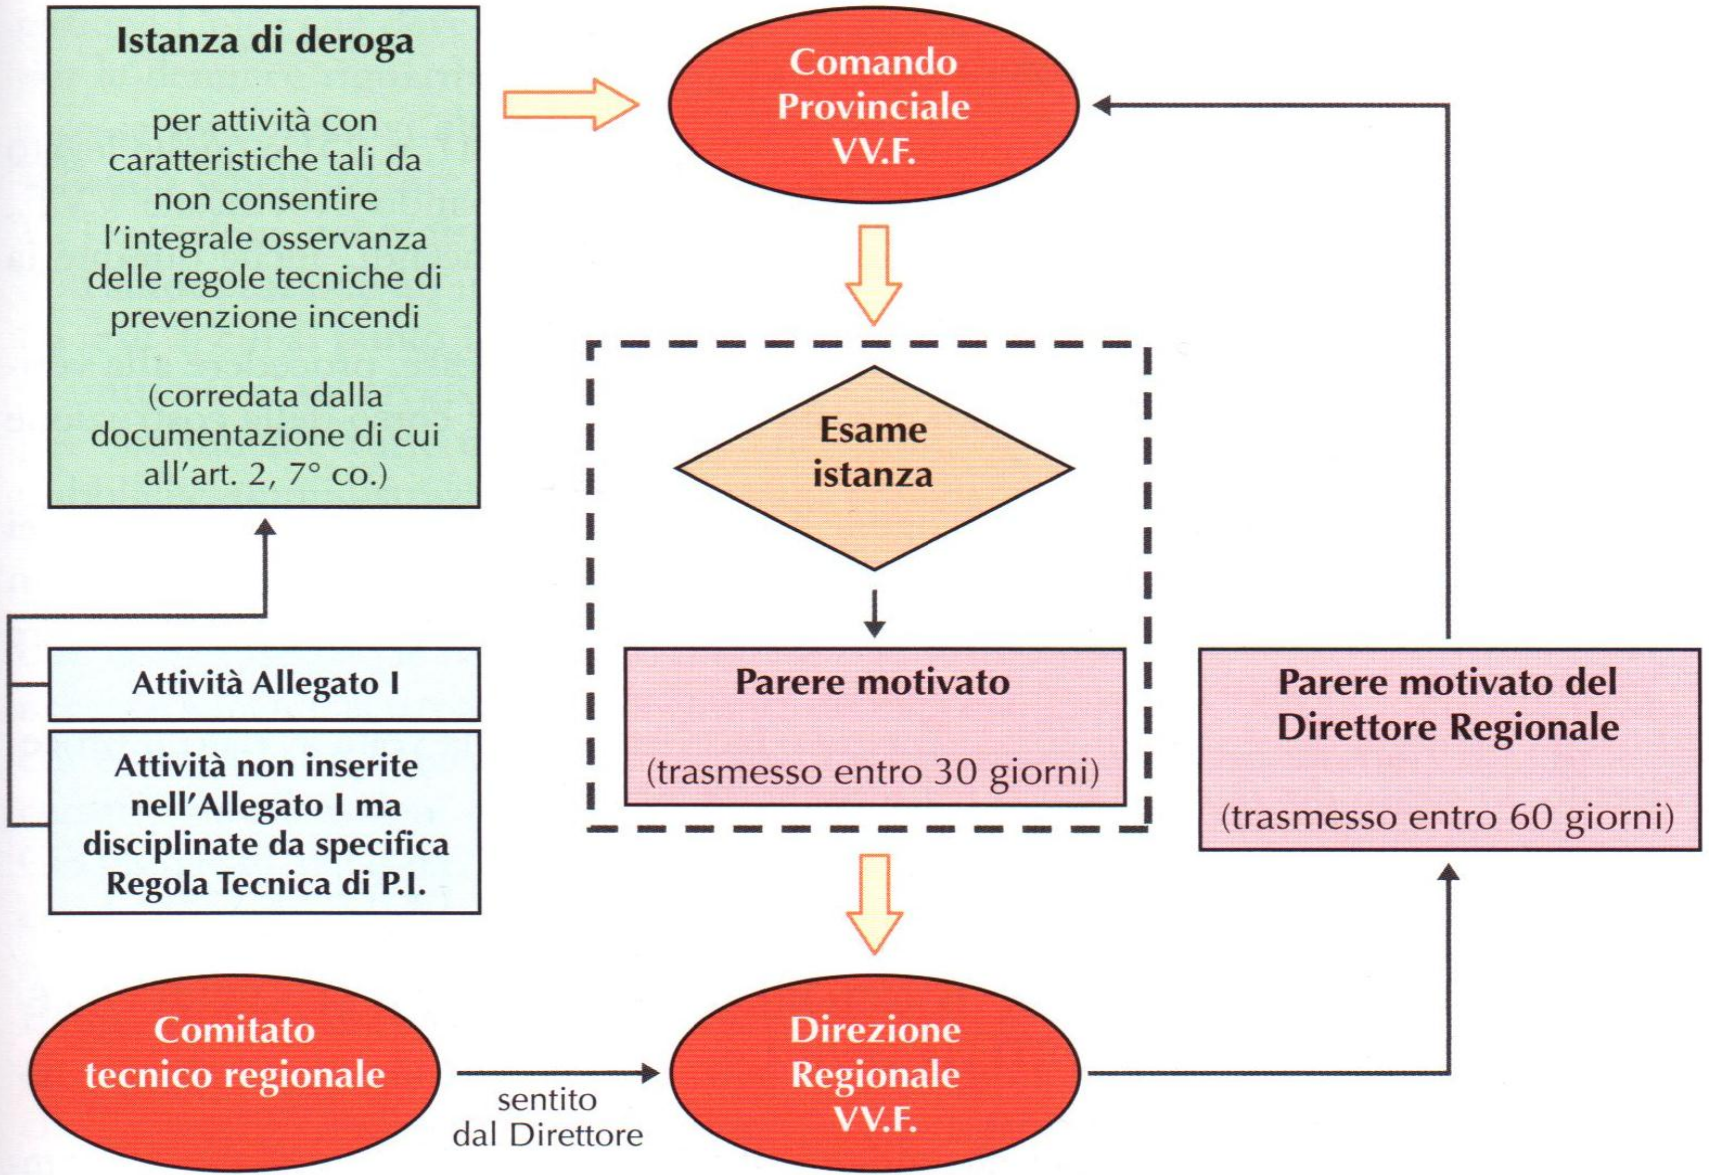 Istanza di deroga
per attività con
caratteristiche tali da
non consentire
l'integrale osservanza
delle regole tecniche di
prevenzione incendi
(corredata dalla
documentazione di cui
all'art. 2, 7° co.)
Comando
Provinciale
VV.F.
Esame
istanza
Parere motivato
(trasmesso entro 30 giorni)
Parere motivato del
Direttore Regionale
(trasmesso entro 60 giorni)
Attività Allegato I
Attività non inserite
nell'Allegato I ma
disciplinate da specifica
Regola Tecnica di P.I.
Comitato
tecnico regionale
sentito
dal Direttore
Direzione
Regionale
VV.F.